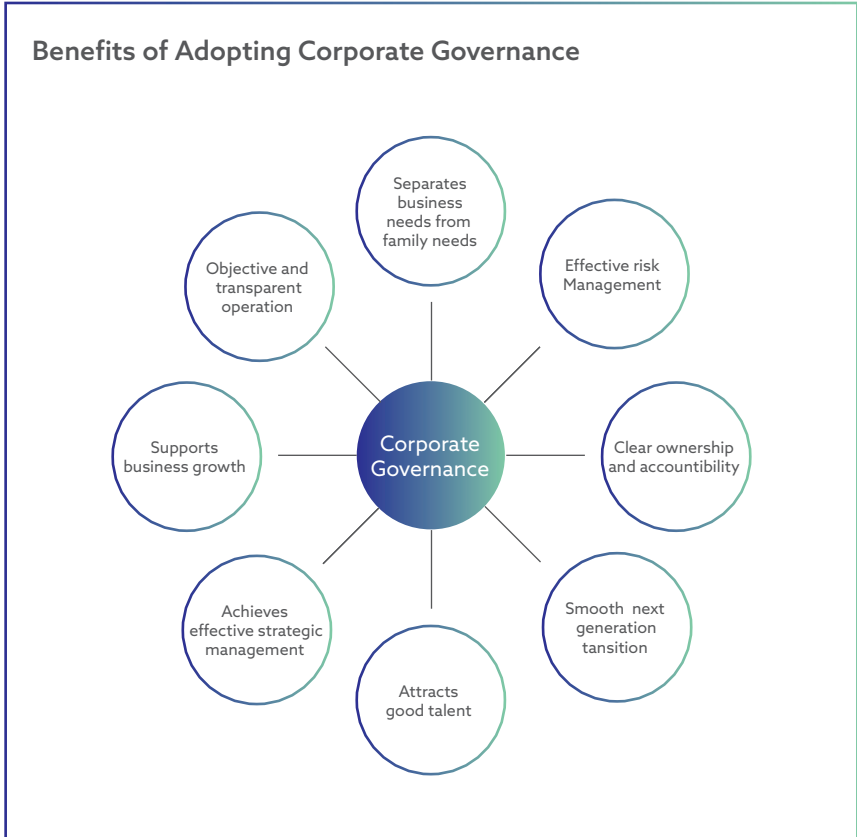 Benefits of Adopting Corporate Governance
Separates
business
needs from
family needs
Effective risk
Management
Clear ownership
and accountibility
Smooth next
generation
tansition
Attracts
good talent
Achieves
effective strategic
management
Supports
business growth
Objective and
transparent
operation
Corporate
Governance